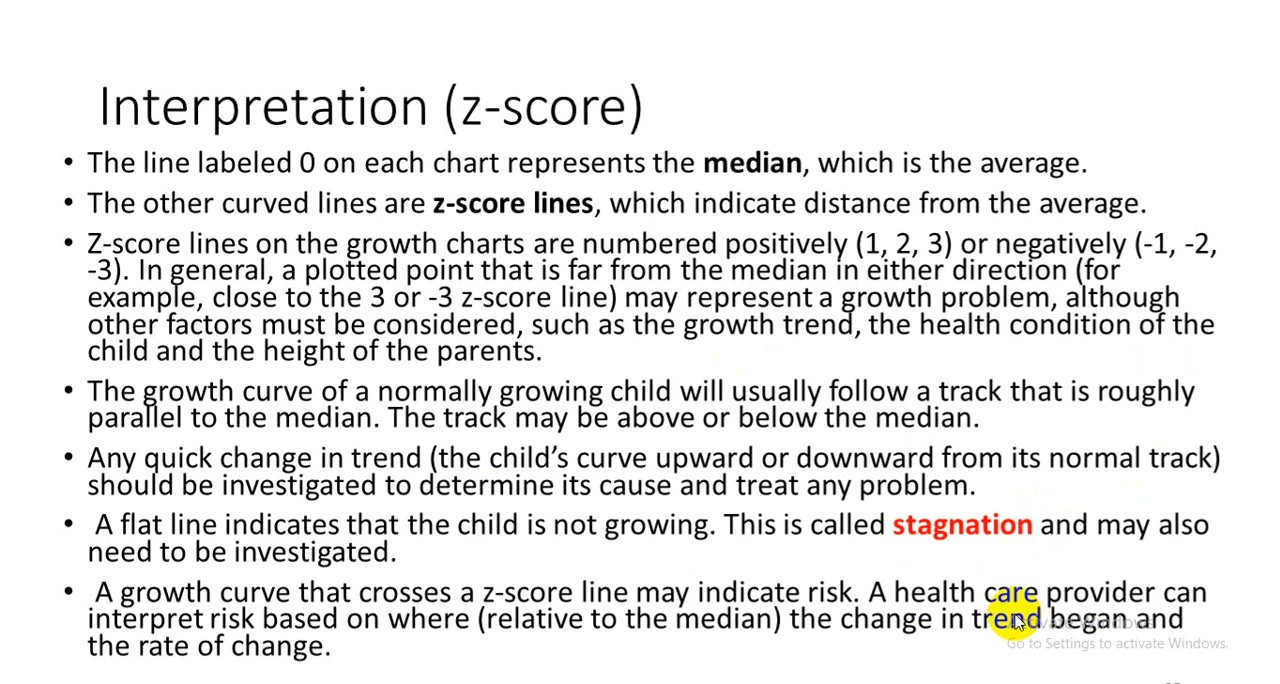 Interpretation (z-score)
• The line labeled 0 on each chart represents the median, which is the average.
• The other curved lines are z-score lines, which indicate distance from the average.
• Z-score lines on the growth charts are numbered positively (1, 2, 3) or negatively (-1, -2,
-3). In general, a plotted point that is far from the median in either direction (for
example, close to the 3 or -3 z-score line) may represent a growth problem, although
other factors must be considered, such as the growth trend, the health condition of the
child and the height of the parents.
• The growth curve of a normally growing child will usually follow a track that is roughly
parallel to the median. The track may be above or below the median.
• Any quick change in trend (the child’s curve upward or downward from its normal track)
should be investigated to determine its cause and treat any problem.
• A flat line indicates that the child is not growing. This is called stagnation and may also
need to be investigated.
• A growth curve that crosses a z-score line may indicate risk. A health care provider can
interpret risk based on where (relative to the median) the change in trend began and
the rate of change.
Activate Windows
Go to Settings to activate Windows.